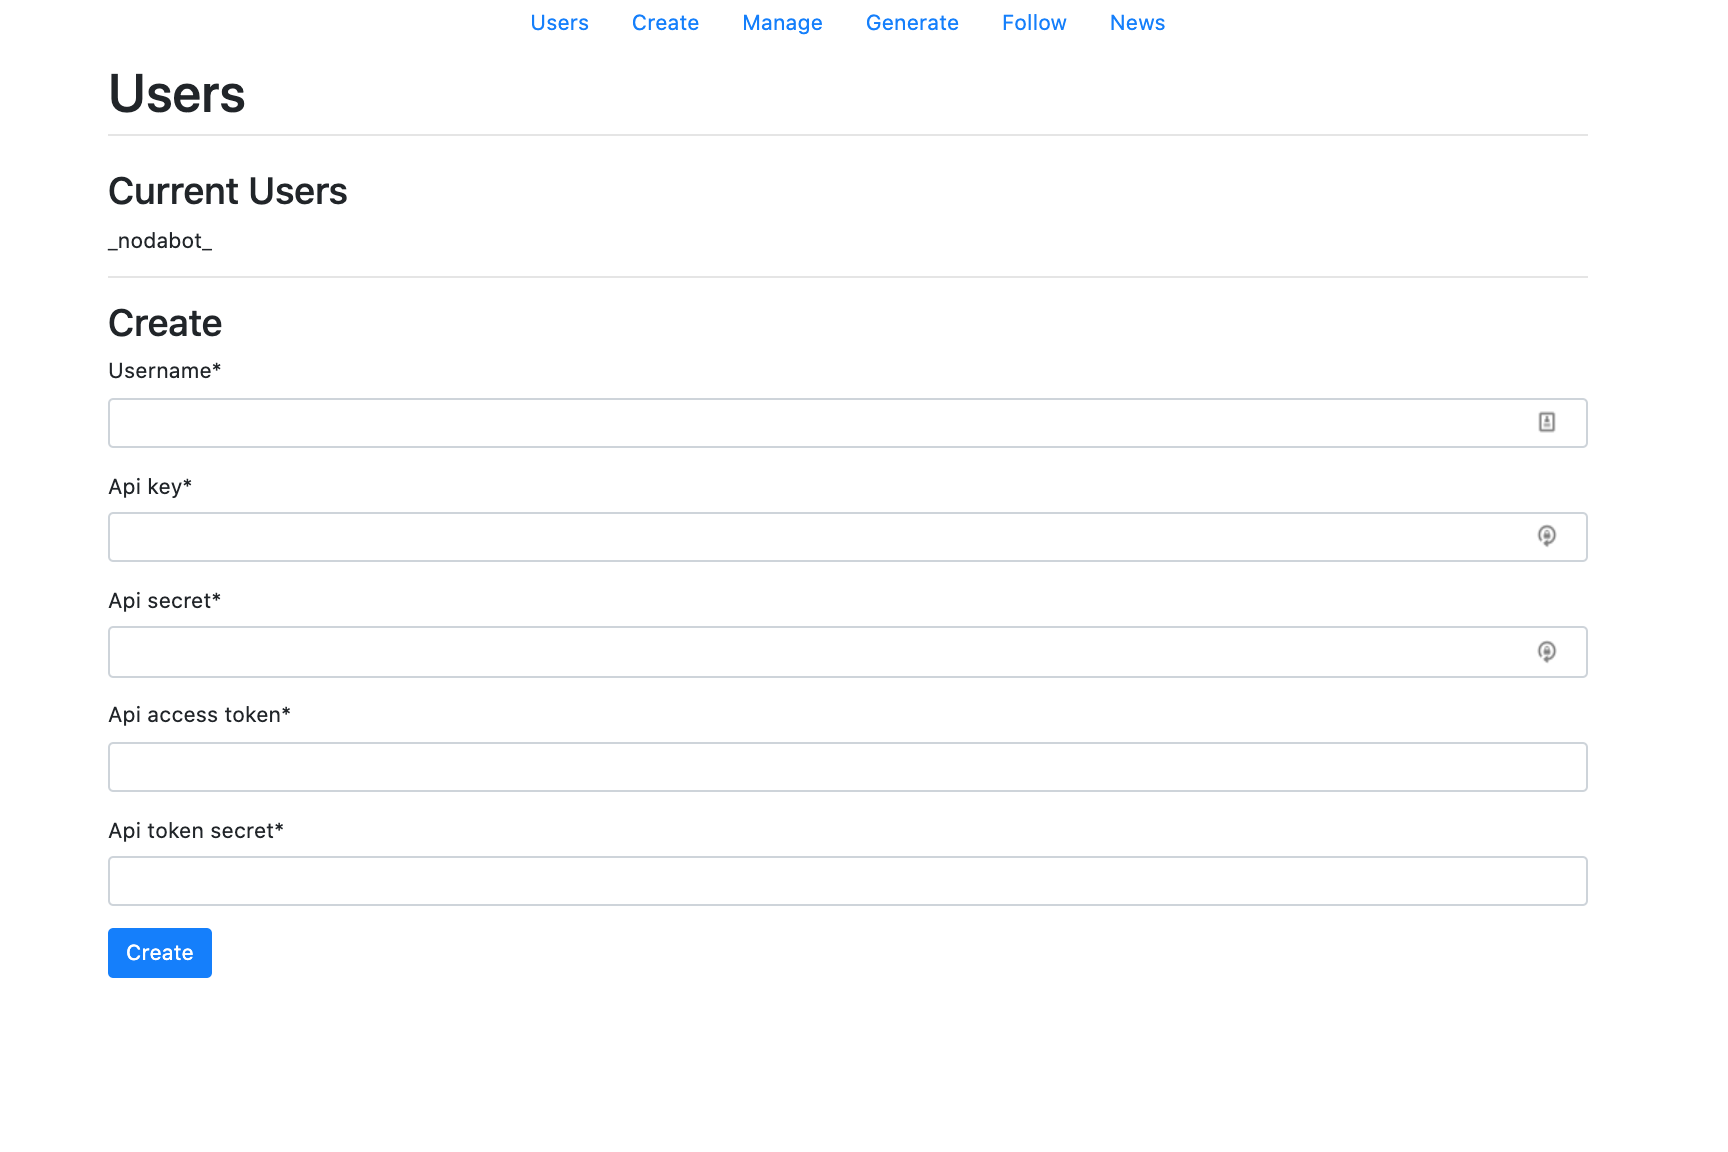 Users Create Manage Generate Follow News
Users
Current Users
_nodabot_
Create
Username*
Api key*
Api secret*
Api access token*
Api token secret*
Create